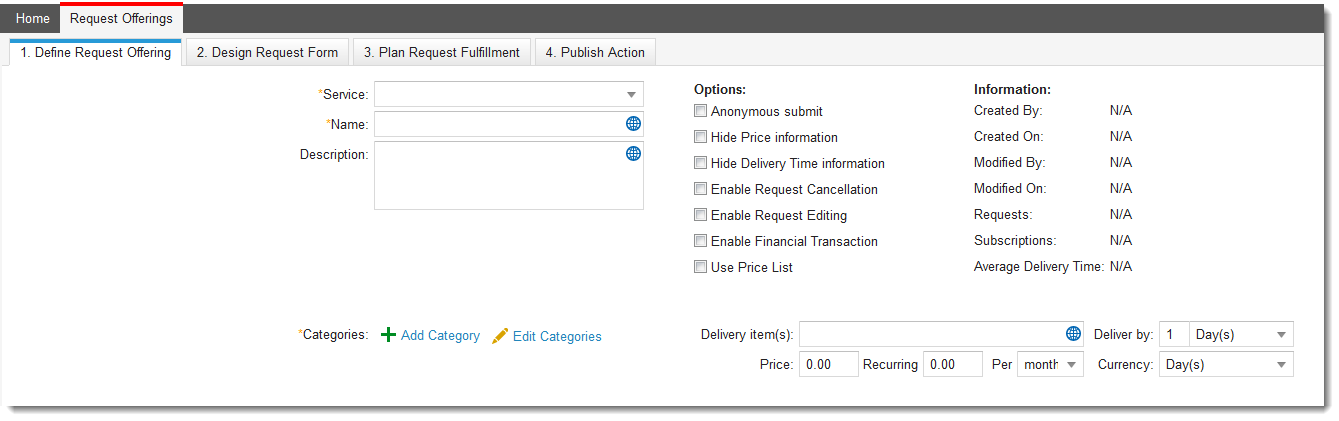 Home Request Offerings
1. Define Request Offering 2. Design Request Form 3. Plan Request Fulfillment 4. Publish Action
*Service:
*Name:
Description:
Options:
Anonymous submit
Hide Price information
Hide Delivery Time information
Enable Request Cancellation
Enable Request Editing
Enable Financial Transaction
Use Price List
Information:
Created By: N/A
Created On: N/A
Modified By: N/A
Modified On: N/A
Requests: N/A
Subscriptions: N/A
Average Delivery Time: N/A
*Categories: Add Category Edit Categories
Delivery item(s): Deliver by: 1 Day(s)
Price: 0.00 Recurring 0.00 Per month Currency: Day(s)